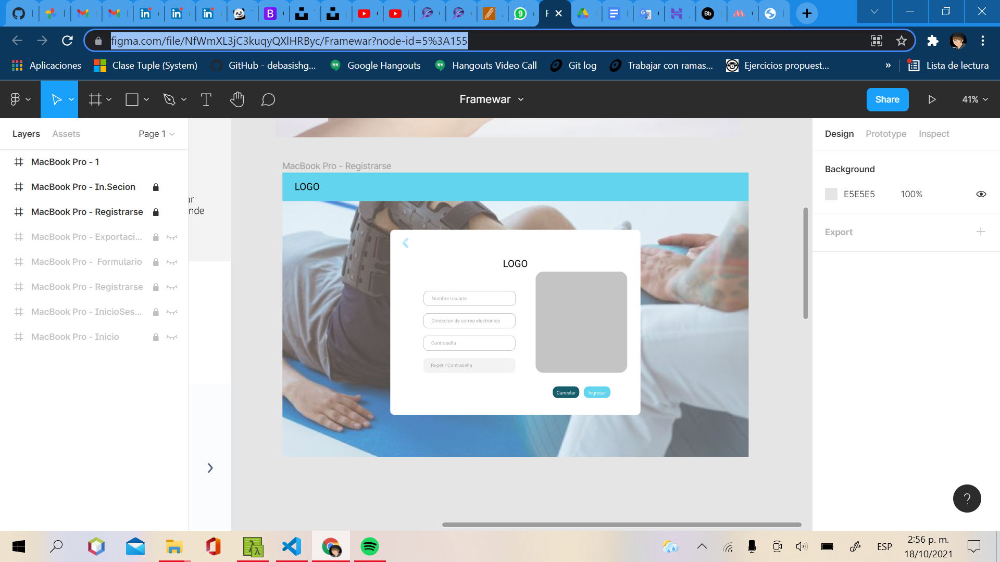 figma.com/file/NfWmXL3jC3kuqyQXlHRByc/Framewar?node-id=5%3A155
Aplicaciones
Clase Tuple (System)
GitHub - debasishg...
Google Hangouts
Hangouts Video Call
Git log
Trabajar con ramas...
Ejercicios propuest...
»
Lista de lectura
Framewar
Share
41%
Layers
Assets
Page 1
Design
Prototype
Inspect
MacBook Pro - 1
MacBook Pro - In.Secion
MacBook Pro - Registrarse
MacBook Pro - Exportaci...
MacBook Pro - Formulario
MacBook Pro - Registrarse
MacBook Pro - InicioSes...
MacBook Pro - Inicio
ar
nde
MacBook Pro - Registrarse
LOGO
LOGO
Nombre Usuario
Dirreccion de correo electronico
Contraseña
Repetir Contraseña
Cancelar
Ingresar
Background
E5E5E5
100%
Export
?
ESP
2:56 p. m.
18/10/2021